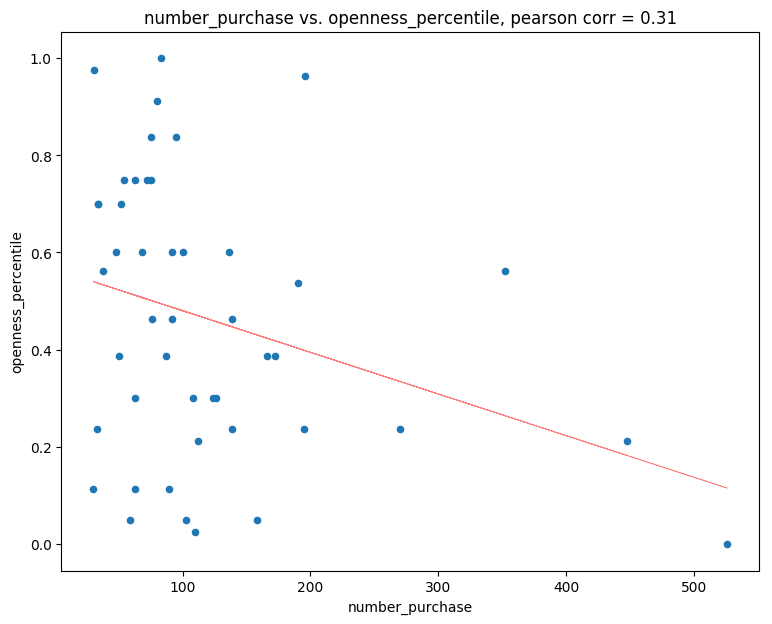 number_purchase vs. openness_percentile, pearson corr = 0.31
1.0
0.8
0.6
0.4
0.2
0.0
openness_percentile
100 200 300 400 500
number_purchase